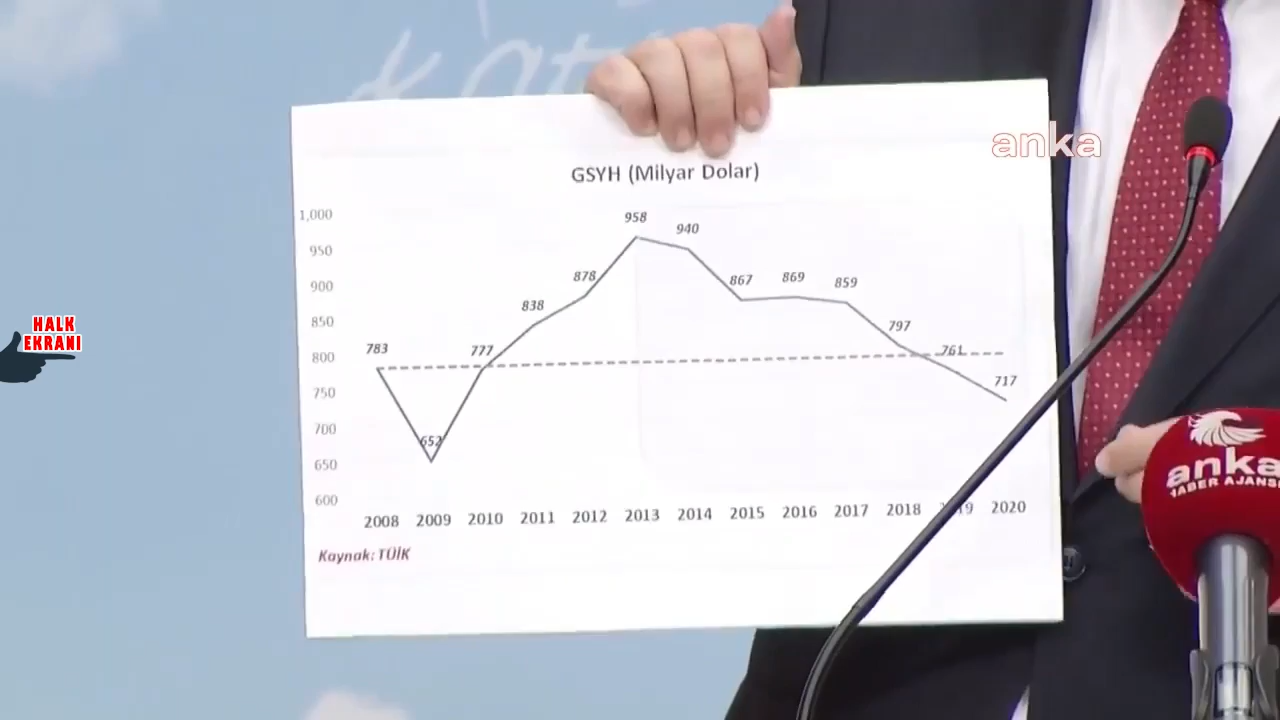 anka
GSYH (Milyar Dolar)
1,000
950
900
850
800
750
700
650
600
783
652
777
838
878
958
940
867
869
859
797
761
717
2008 2009 2010 2011 2012 2013 2014 2015 2016 2017 2018 2020
Kaynak: TÜİK
HALK
EKRANI
anka
HABER AJANSI